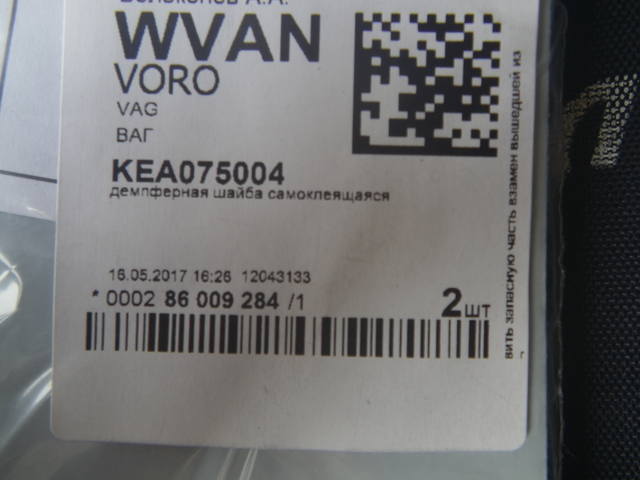 WVAN
VORO
VAG
ВАГ
KEA075004
демпферная шайба самоклеящаяся
16.05.2017 16:26 12043133
* 0002 86 009 284 /1
2шт
вить запасную часть взамен вышедшей из